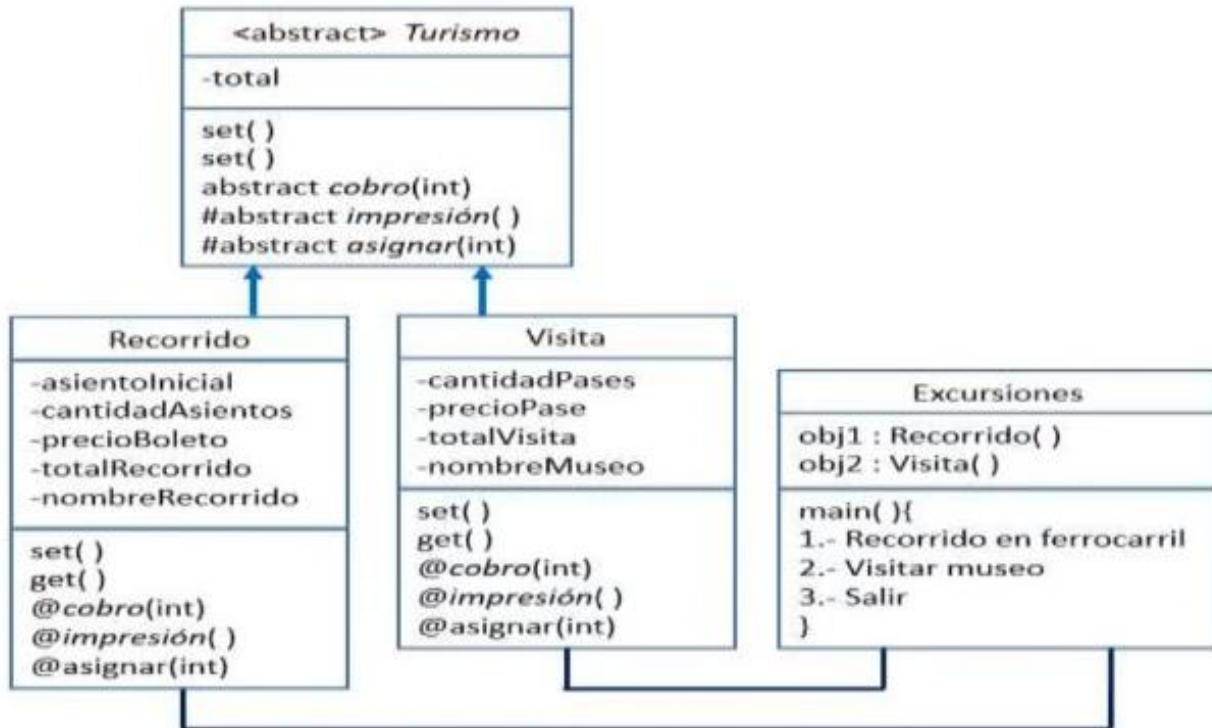 <abstract> Turismo
-total
set( )
set( )
abstract cobro(int)
#abstract impresión( )
#abstract asignar(int)
Recorrido
-asientoInicial
-cantidadAsientos
-precioBoleto
-totalRecorrido
-nombreRecorrido
set( )
get( )
@cobro(int)
@impresión( )
@asignar(int)
Visita
-cantidadPases
-precioPase
-totalVisita
-nombreMuseo
set( )
get( )
@cobro(int)
@impresión( )
@asignar(int)
Excursiones
obj1 : Recorrido( )
obj2 : Visita( )
main( ){
1.- Recorrido en ferrocarril
2.- Visitar museo
3.- Salir
}